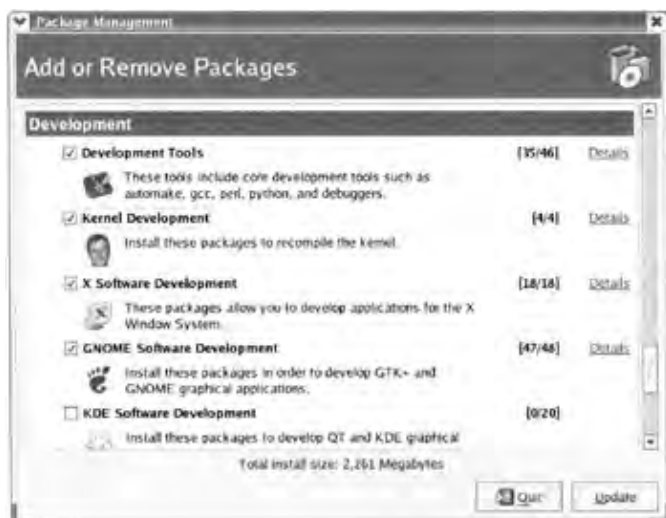 Package Management
Add or Remove Packages
Development
Development Tools [35/46] Details
These tools include core development tools such as
automake, gcc, perl, python, and debuggers.
Kernel Development [4/4] Details
Install these packages to recompile the kernel.
X Software Development [18/18] Details
These packages allow you to develop applications for the X
Window System.
GNOME Software Development [47/48] Details
Install these packages in order to develop GTK+ and
GNOME graphical applications.
KDE Software Development [0/20]
Install these packages to develop QT and KDE graphical
Total install size: 2,261 Megabytes
Quit Update